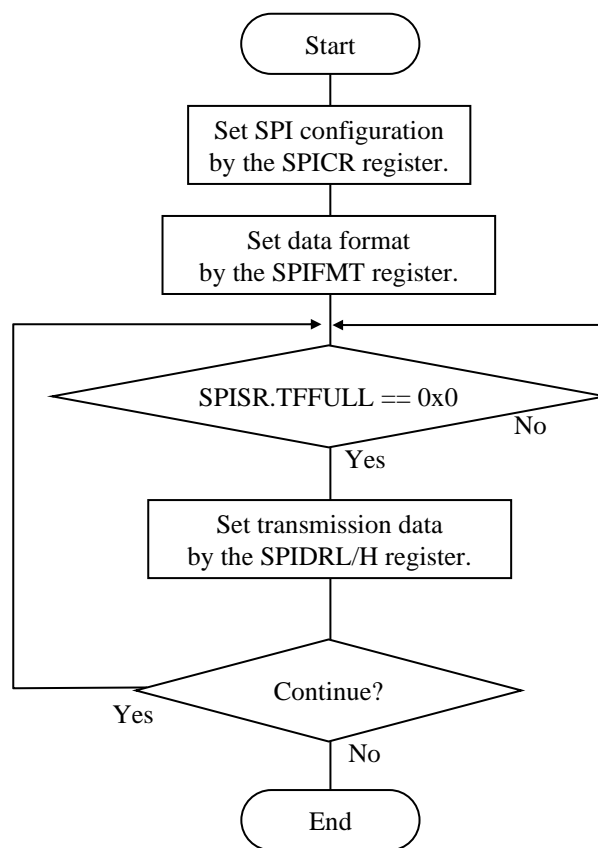 Start
Set SPI configuration
by the SPICR register.
Set data format
by the SPIFMT register.
SPISR.TFFULL == 0x0
No
Yes
Set transmission data
by the SPIDRL/H register.
Continue?
Yes
No
End